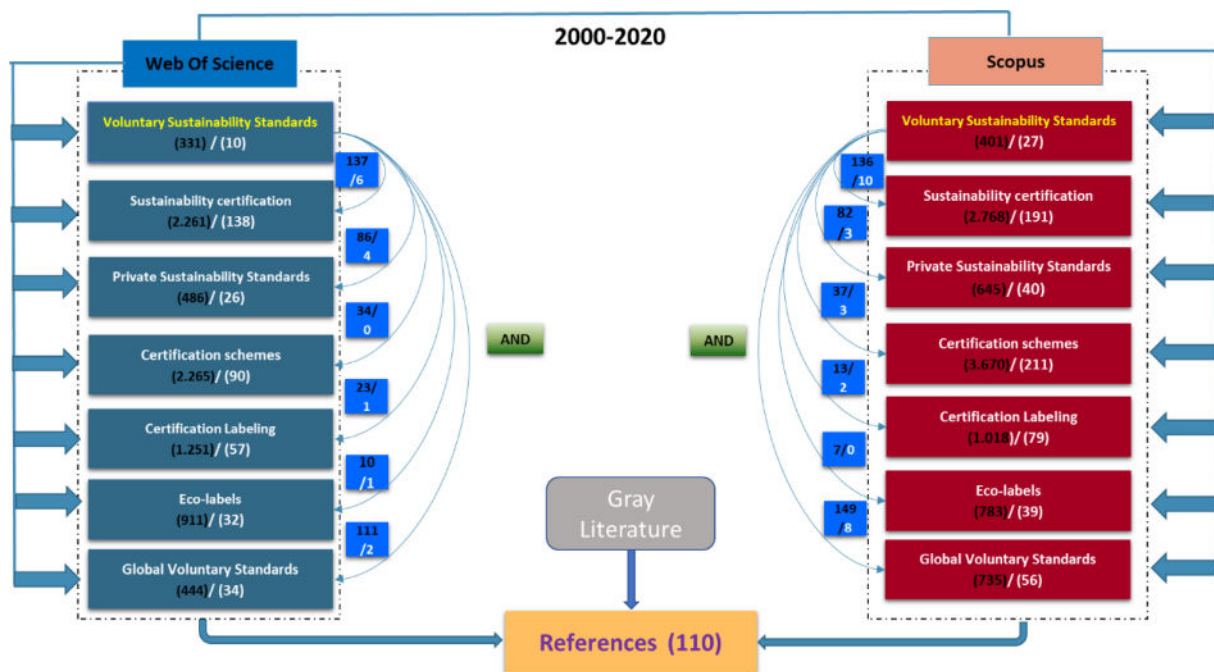 2000-2020
Web Of Science
Voluntary Sustainability Standards
(331) / (10)
137
/6
Sustainability certification
(2.261)/ (138)
86/
4
Private Sustainability Standards
(486)/ (26)
34/
0
Certification schemes
(2.265)/ (90)
23/
1
Certification Labeling
(1.251)/ (57)
10
/1
Eco-labels
(911)/ (32)
111
/2
Global Voluntary Standards
(444)/ (34)
AND
Scopus
Voluntary Sustainability Standards
(401)/ (27)
136
/10
Sustainability certification
(2.768)/ (191)
82
/3
Private Sustainability Standards
(645)/ (40)
37/
3
Certification schemes
(3.670)/ (211)
13/
2
Certification Labeling
(1.018)/ (79)
7/0
Eco-labels
(783)/ (39)
149
/8
Global Voluntary Standards
(735)/ (56)
AND
Gray
Literature
References (110)